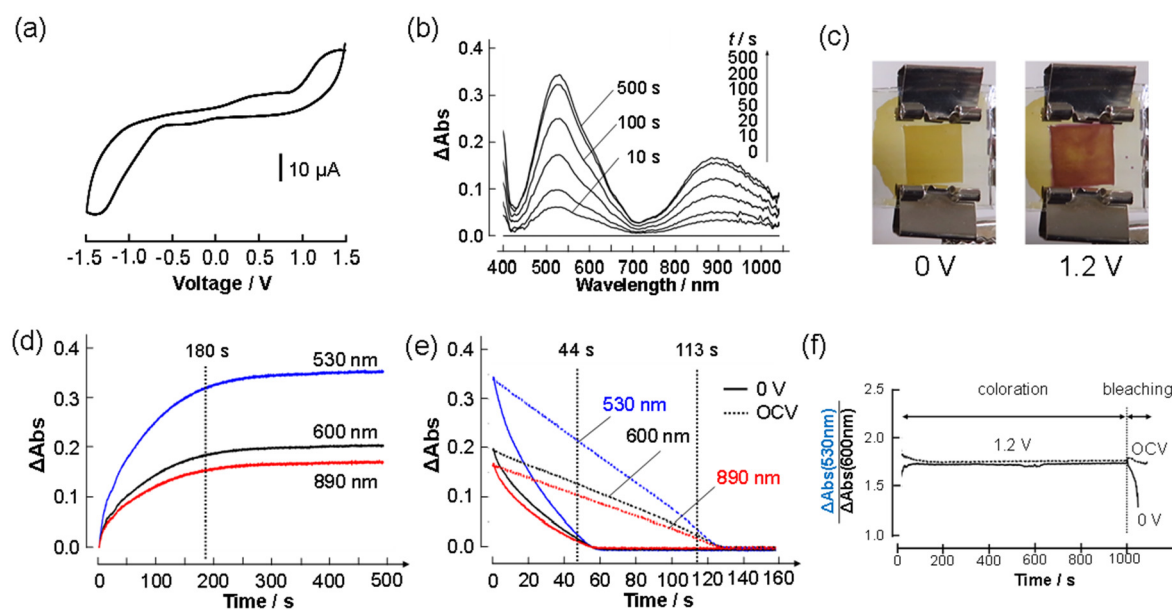 (a)
10 µA
-1.5 -1.0 -0.5 0.0 0.5 1.0 1.5
Voltage / V
(b)
0.4
0.3
0.2
0.1
0.0
ΔAbs
500 s
100 s
10 s
t / s
500
200
100
50
20
10
0
400 500 600 700 800 900 1000
Wavelength / nm
(c)
0 V
1.2 V
(d)
0.4
0.3
0.2
0.1
0.0
ΔAbs
180 s
530 nm
600 nm
890 nm
0 100 200 300 400 500
Time / s
(e)
0.4
0.3
0.2
0.1
0.0
ΔAbs
44 s
113 s
0 V
OCV
530 nm
600 nm
890 nm
0 20 40 60 80 100 120 140 160
Time / s
(f)
2.5
2.0
1.5
1.0
ΔAbs(530nm)
ΔAbs(600nm)
coloration
bleaching
1.2 V
OCV
0 V
0 200 400 600 800 1000
Time / s